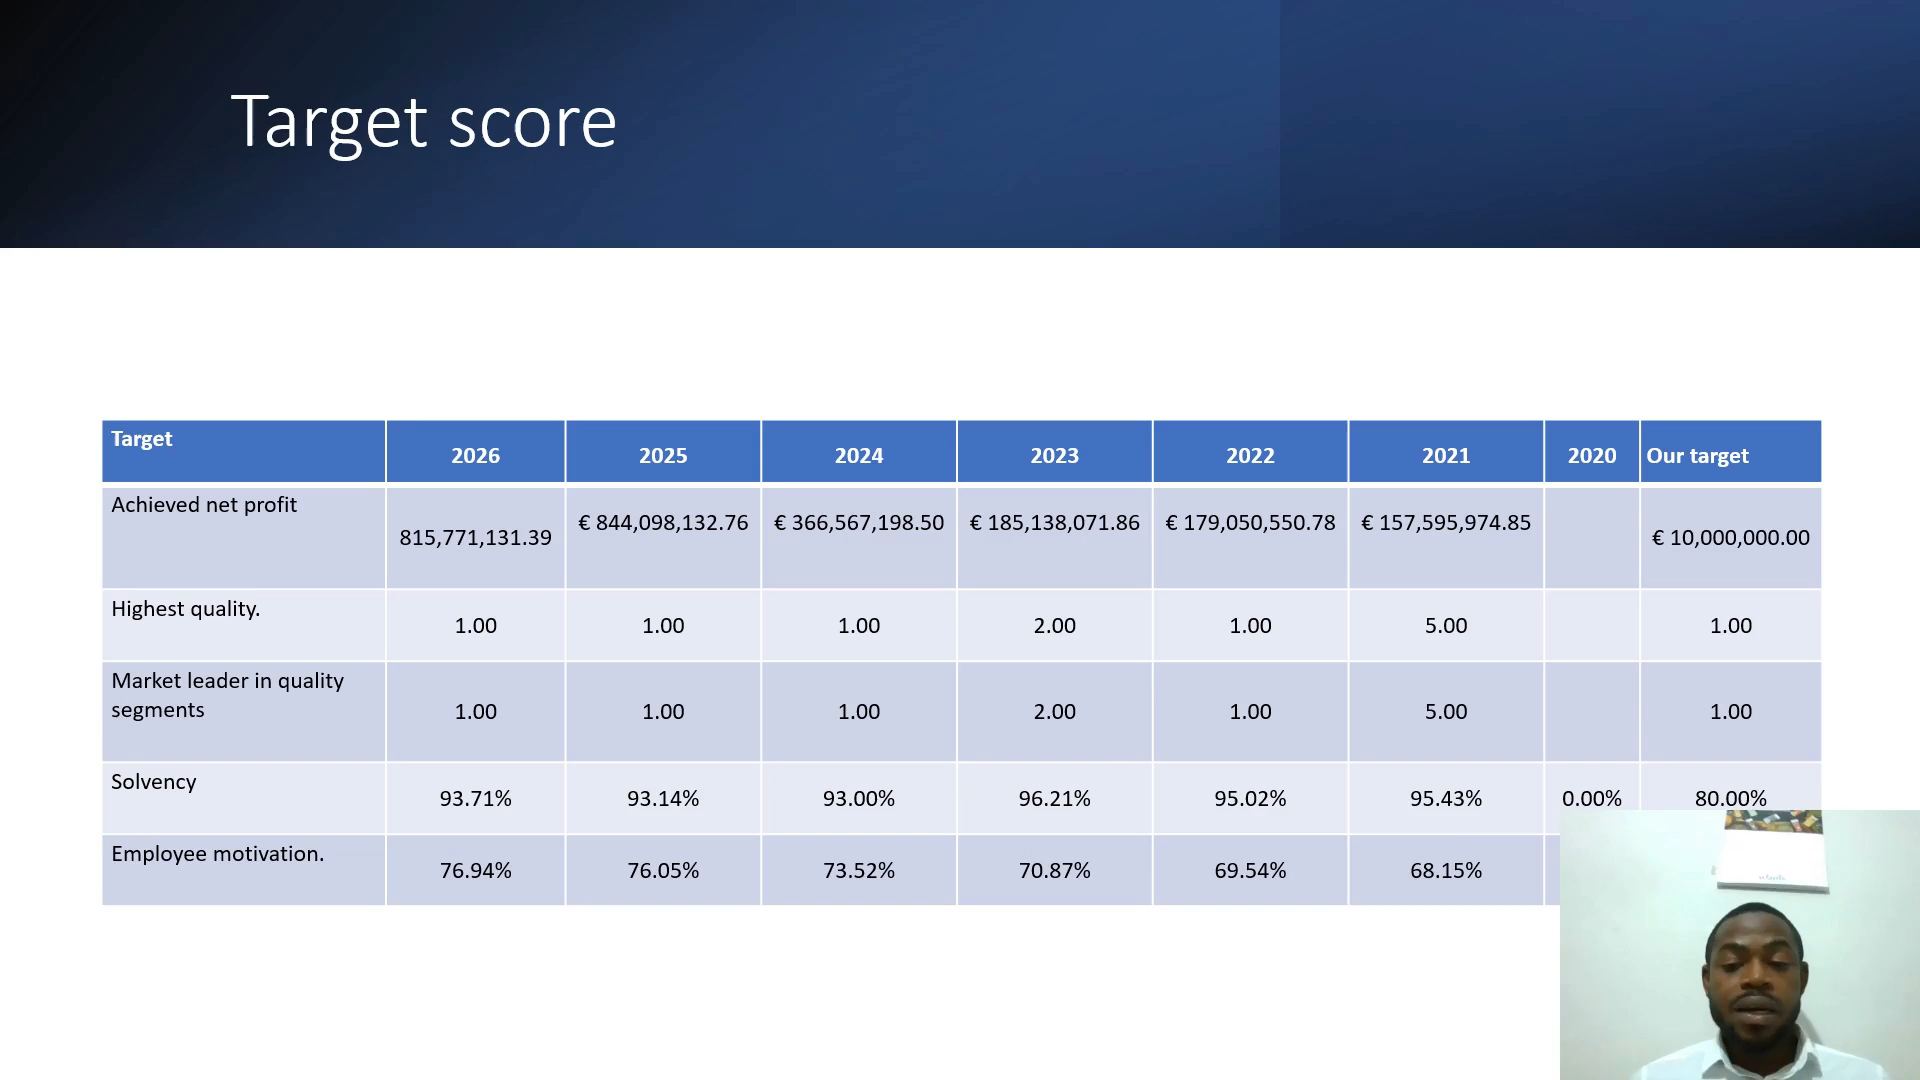 Target score
Target 2026 2025 2024 2023 2022 2021 2020 Our target
Achieved net profit 815,771,131.39 € 844,098,132.76 € 366,567,198.50 € 185,138,071.86 € 179,050,550.78 € 157,595,974.85 € 10,000,000.00
Highest quality. 1.00 1.00 1.00 2.00 1.00 5.00 1.00
Market leader in quality
segments 1.00 1.00 1.00 2.00 1.00 5.00 1.00
Solvency 93.71% 93.14% 93.00% 96.21% 95.02% 95.43% 0.00% 80.00%
Employee motivation. 76.94% 76.05% 73.52% 70.87% 69.54% 68.15%